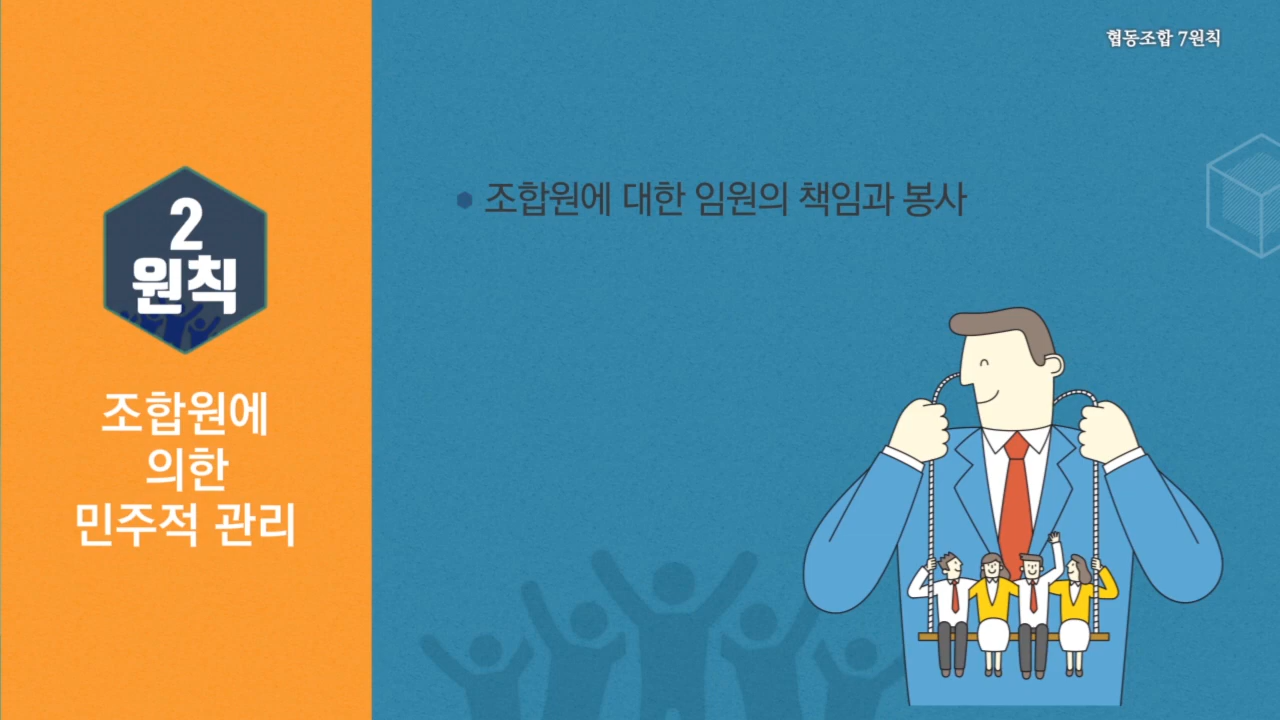 협동조합 7원칙
2
원칙
조합원에
의한
민주적 관리
조합원에 대한 임원의 책임과 봉사